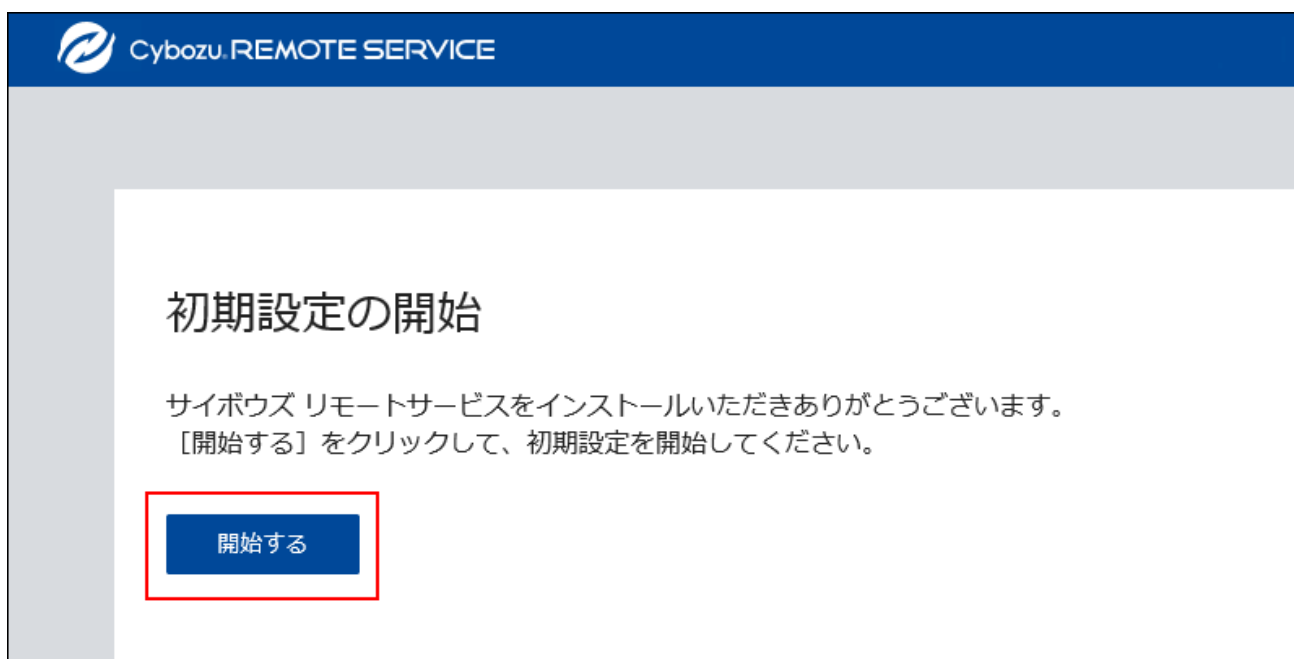 Cybozu. REMOTE SERVICE
初期設定の開始
サイボウズ リモートサービスをインストールいただきありがとうございます。
［開始する］をクリックして、初期設定を開始してください。
開始する